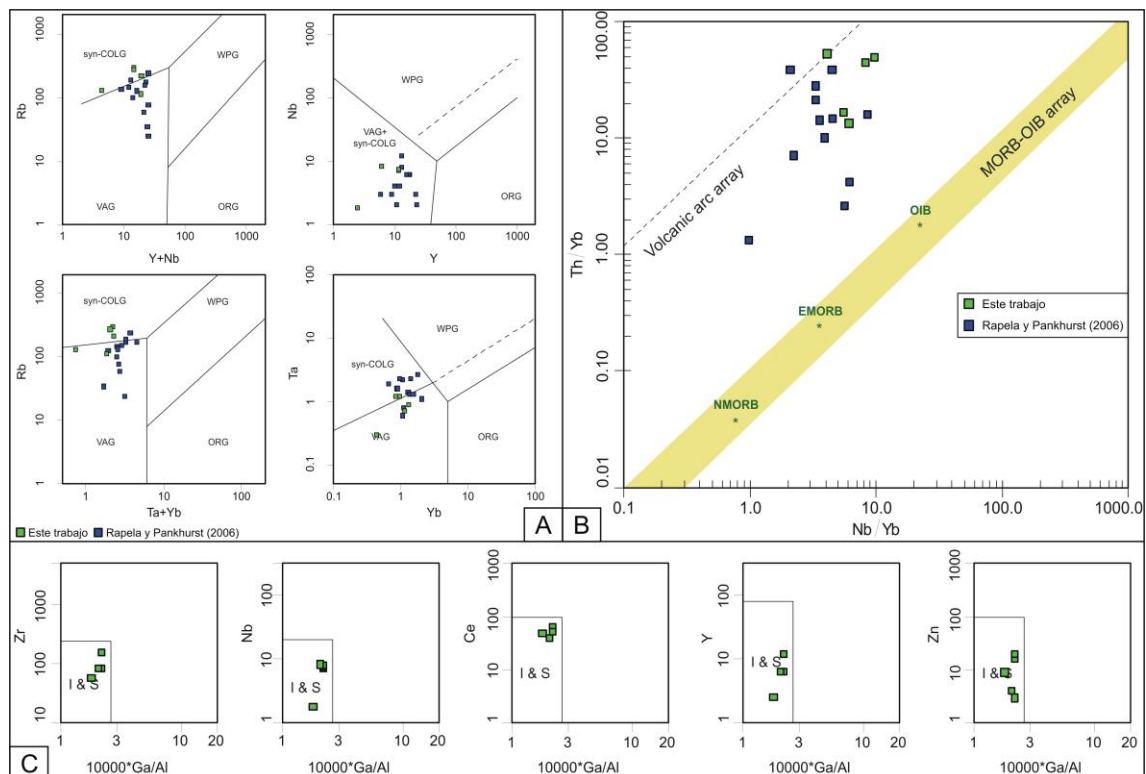 1000
100
10
1
Rb
syn-COLG
WPG
VAG
ORG
1
10
100
1000
Y+Nb
1000
100
10
1
Nb
WPG
VAG+
syn-COLG
ORG
1
10
100
1000
Y
1000
100
10
1
Rb
syn-COLG
WPG
VAG
ORG
1
10
100
Ta+Yb
100
10
1
0.1
Ta
WPG
syn-COLG
VAG
ORG
0.1
1
10
100
Yb
Este trabajo
Rapela y Pankhurst (2006)
A
100.00
10.00
1.00
0.10
0.01
Th/Yb
Volcanic arc array
MORB-OIB array
OIB
EMORB
NMORB
Este trabajo
Rapela y Pankhurst (2006)
0.1
1.0
10.0
100.0
1000.0
Nb/Yb
B
1000
100
10
Zr
I & S
1
3
10
20
10000*Ga/Al
100
10
1
Nb
I & S
1
3
10
20
10000*Ga/Al
1000
100
10
1
Ce
I & S
1
3
10
20
10000*Ga/Al
100
10
1
Y
I & S
1
3
10
20
10000*Ga/Al
1000
100
10
1
Zn
I & S
1
3
10
20
10000*Ga/Al
C